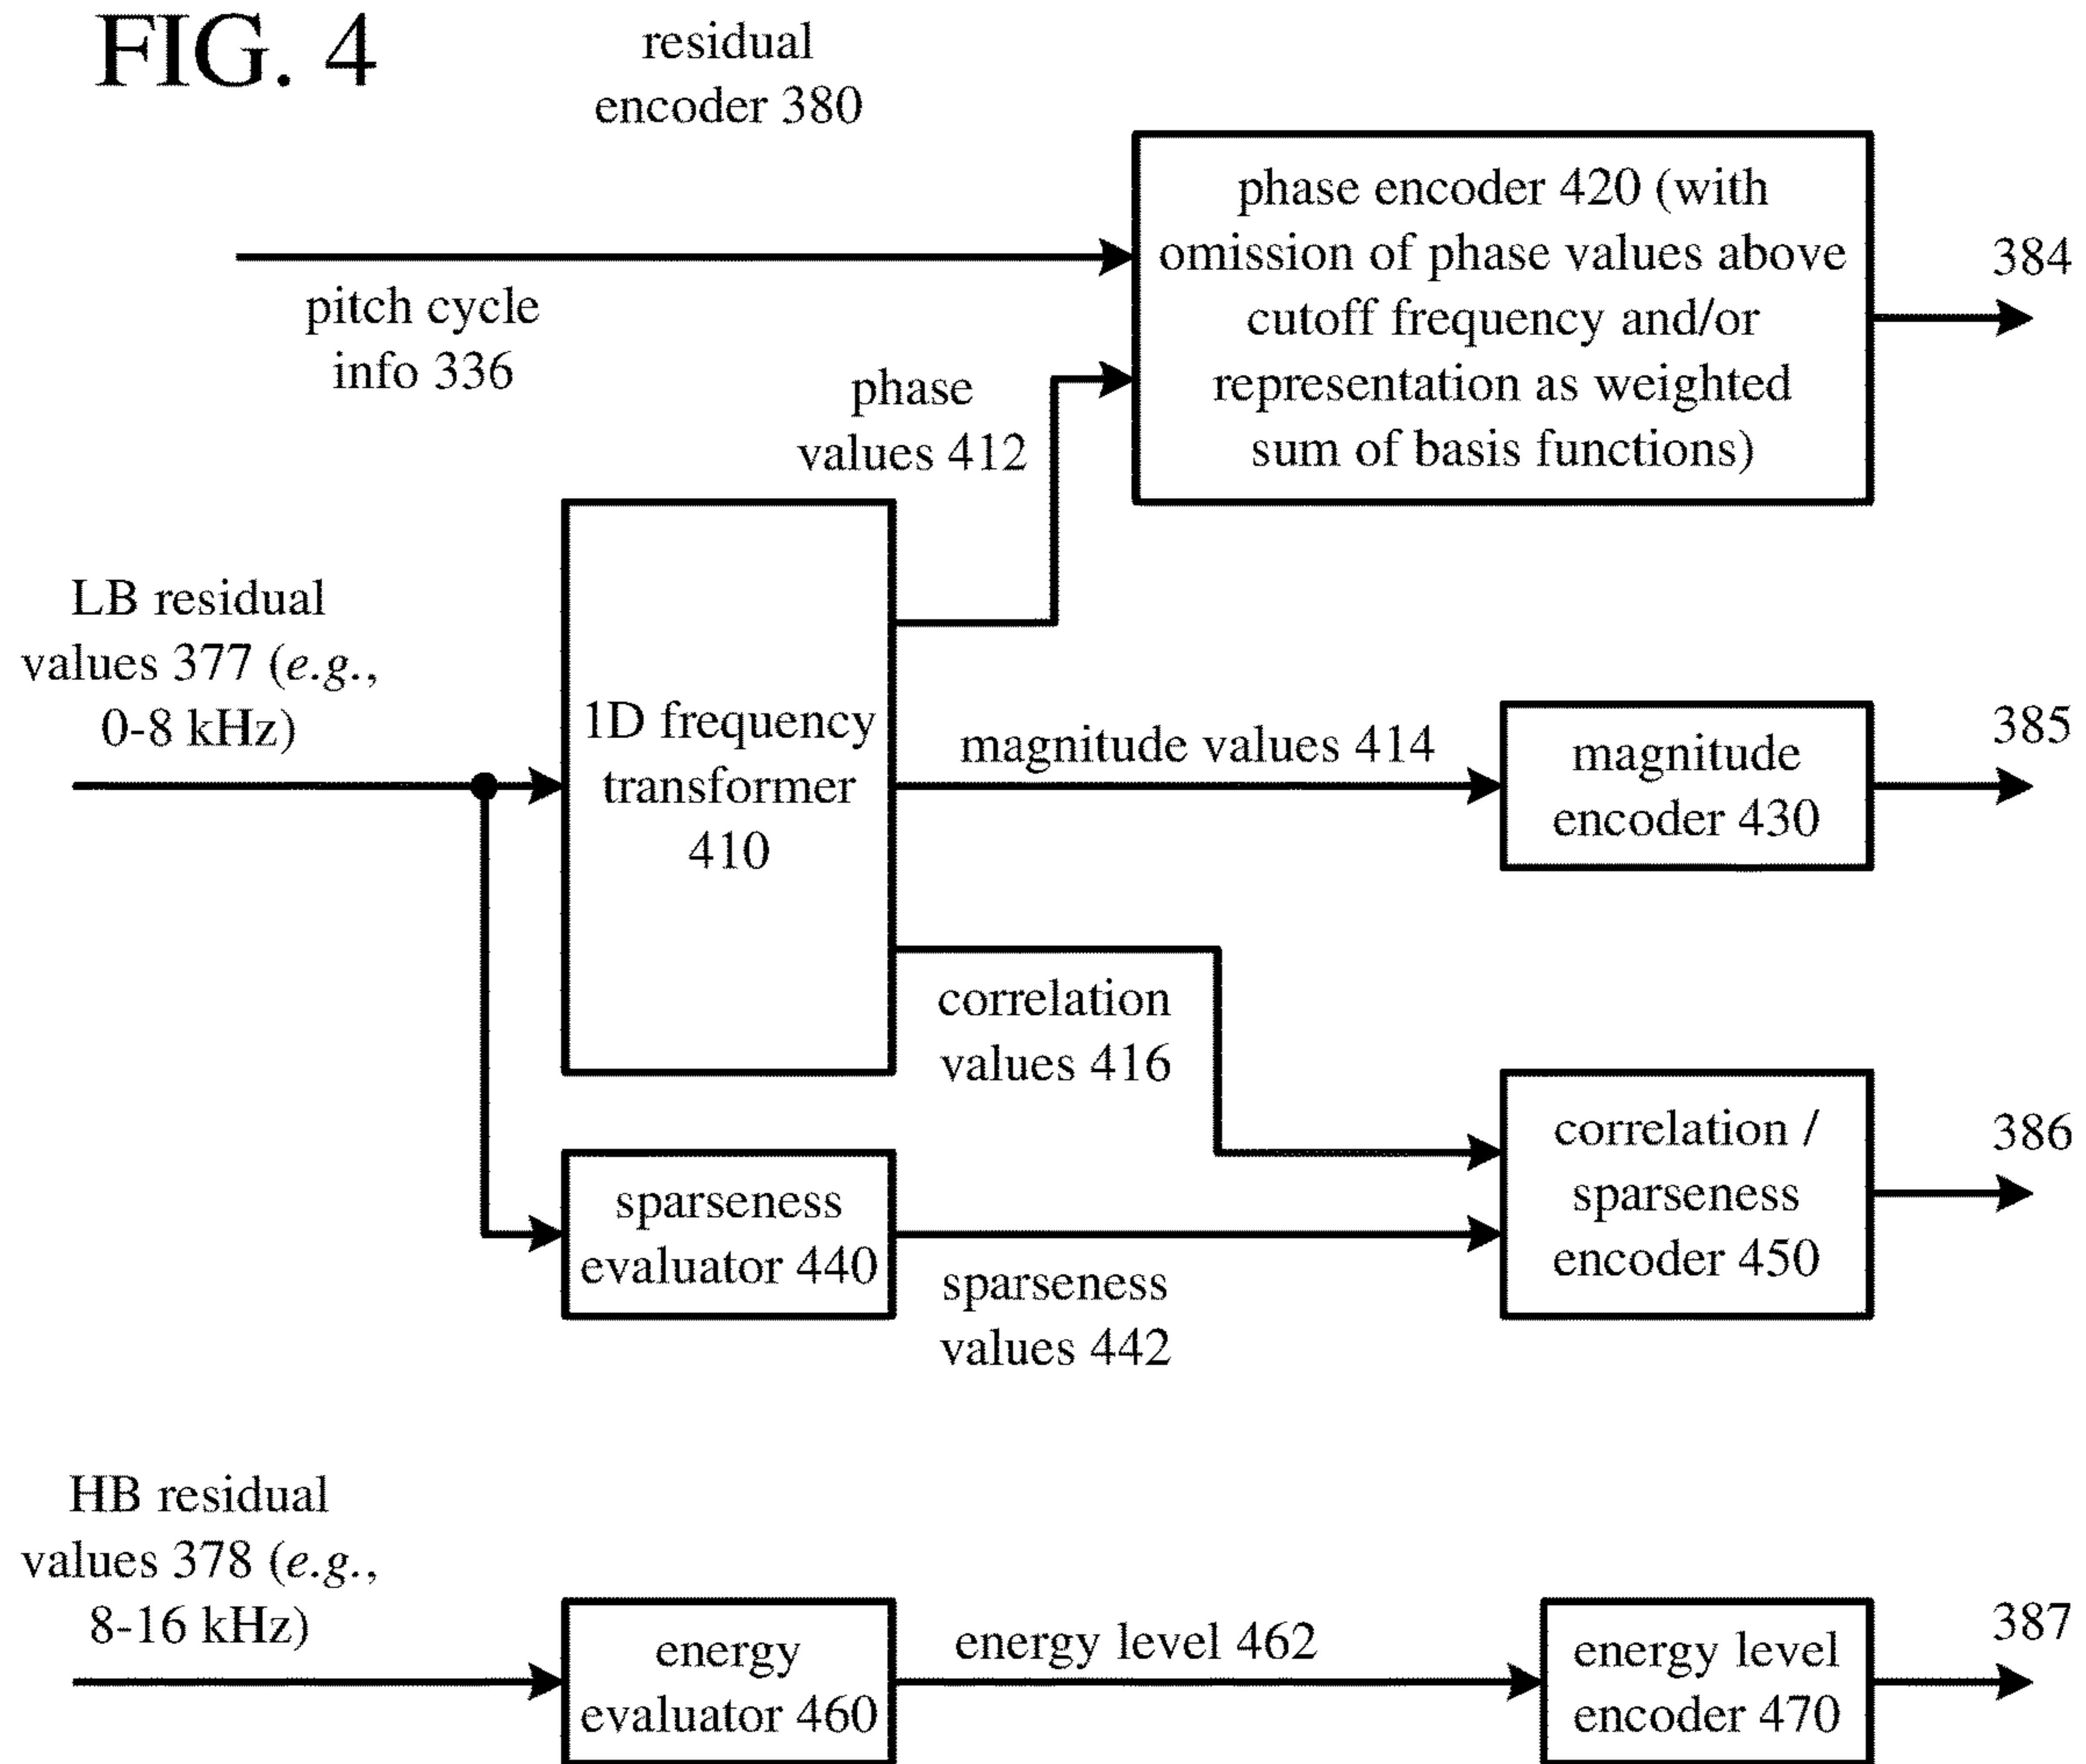 FIG. 4
residual
encoder 380
phase encoder 420 (with
omission of phase values above
cutoff frequency and/or
representation as weighted
sum of basis functions)
384
pitch cycle
info 336
phase
values 412
LB residual
values 377 (e.g.,
0-8 kHz)
1D frequency
transformer
410
magnitude values 414
magnitude
encoder 430
385
correlation
values 416
correlation /
sparseness
encoder 450
386
sparseness
evaluator 440
sparseness
values 442
HB residual
values 378 (e.g.,
8-16 kHz)
energy
evaluator 460
energy level 462
energy level
encoder 470
387